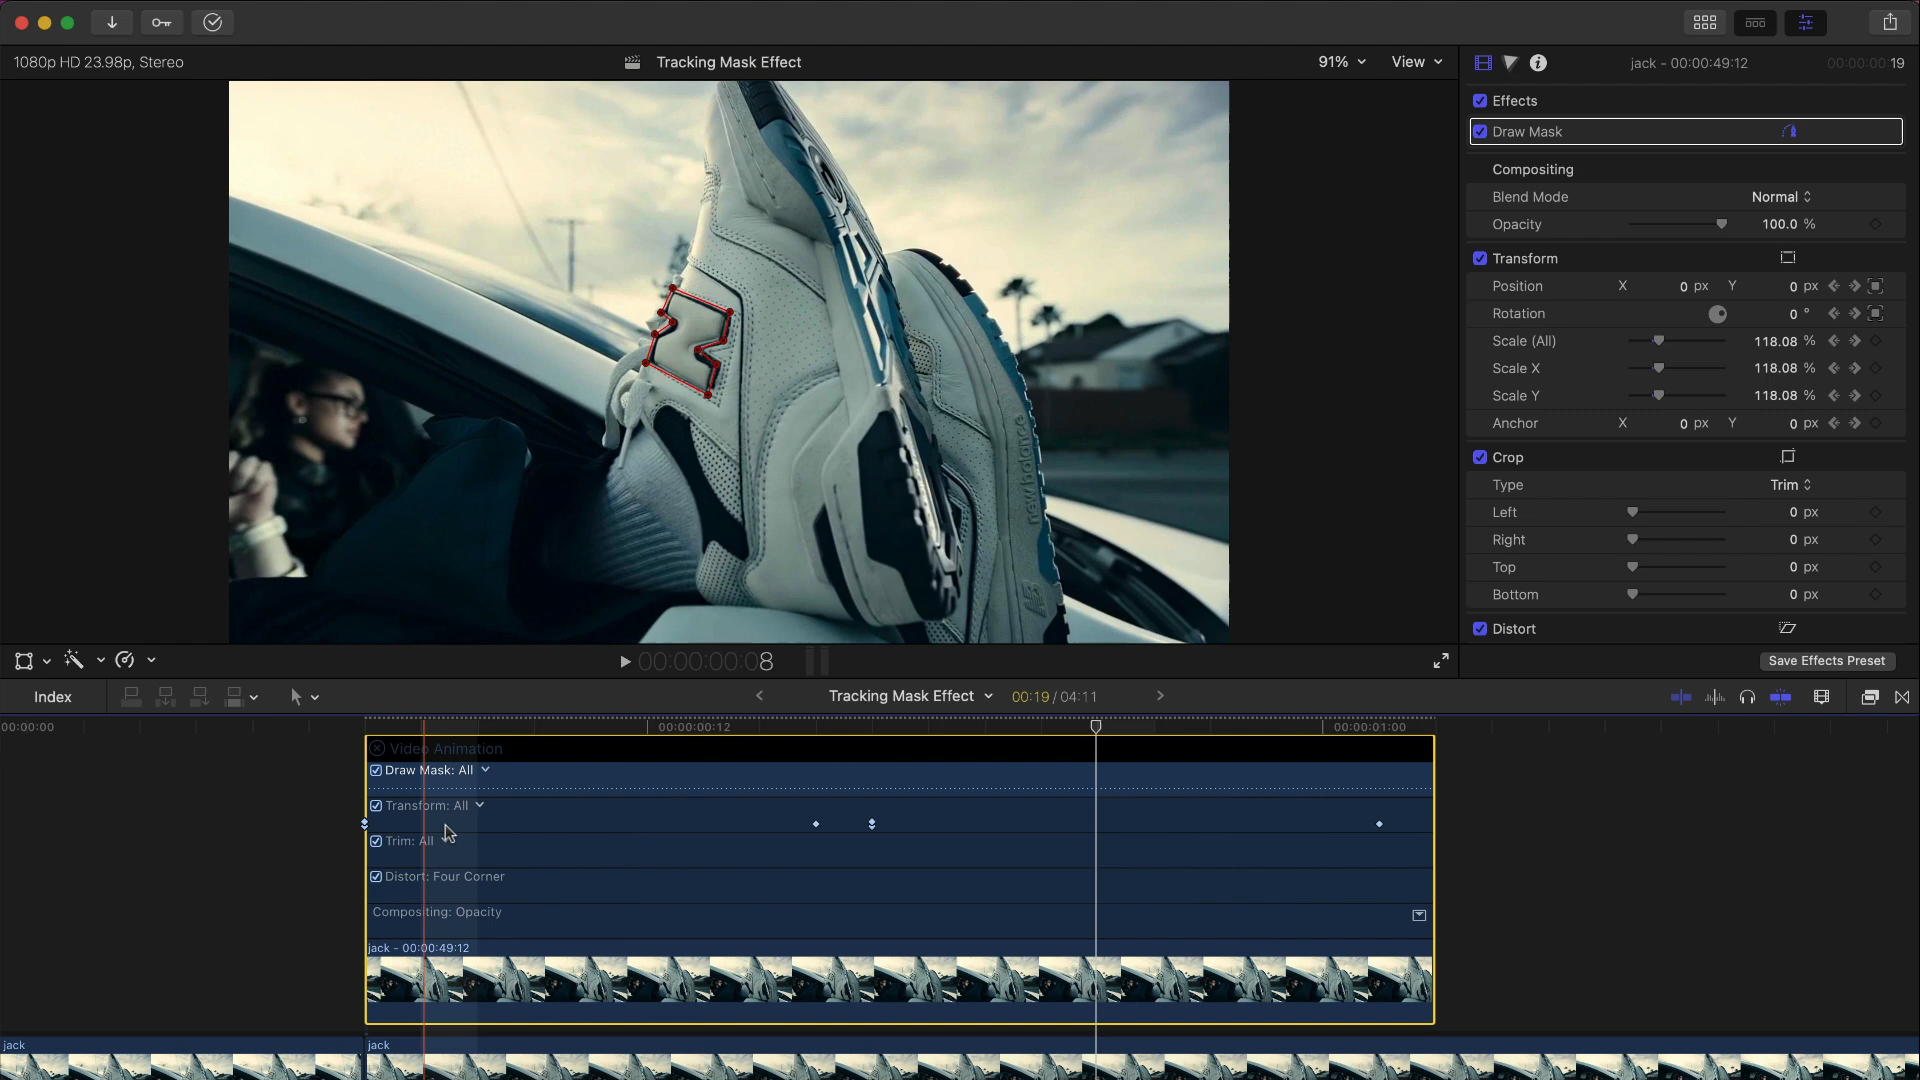 1080p HD 23.98p, Stereo
Tracking Mask Effect
91%
View
jack - 00:00:49:12
00:00:00:19
Effects
Draw Mask
Compositing
Blend Mode Normal
Opacity 100.0 %
Transform
Position X 0 px Y 0 px
Rotation 0 °
Scale (All) 118.08 %
Scale X 118.08 %
Scale Y 118.08 %
Anchor X 0 px Y 0 px
Crop
Type Trim
Left 0 px
Right 0 px
Top 0 px
Bottom 0 px
Distort
new balance
00:00:00:08
Save Effects Preset
Index
Tracking Mask Effect
00:19 / 04:11
00:00:00
00:00:00:12
00:00:01:00
Video Animation
Draw Mask: All
Transform: All
Trim: All
Distort: Four Corner
Compositing: Opacity
jack - 00:00:49:12
jack
jack